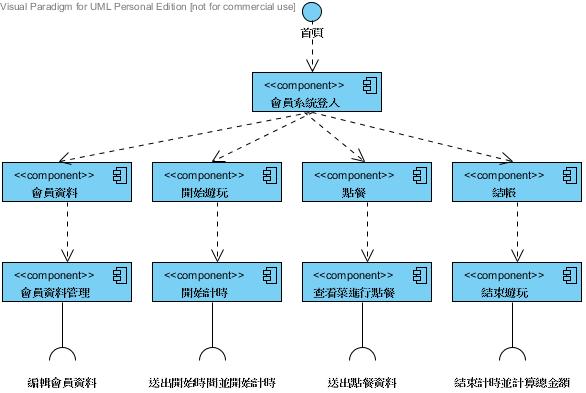 Visual Paradigm for UML Personal Edition [not for commercial use]
首頁
<<component>>
會員系統登入
<<component>>
會員資料
<<component>>
開始遊玩
<<component>>
點餐
<<component>>
結帳
<<component>>
會員資料管理
<<component>>
開始計時
<<component>>
查看菜進行點餐
<<component>>
結束遊玩
編輯會員資料
送出開始時間並開始計時
送出點餐資料
結束計時並計算總金額